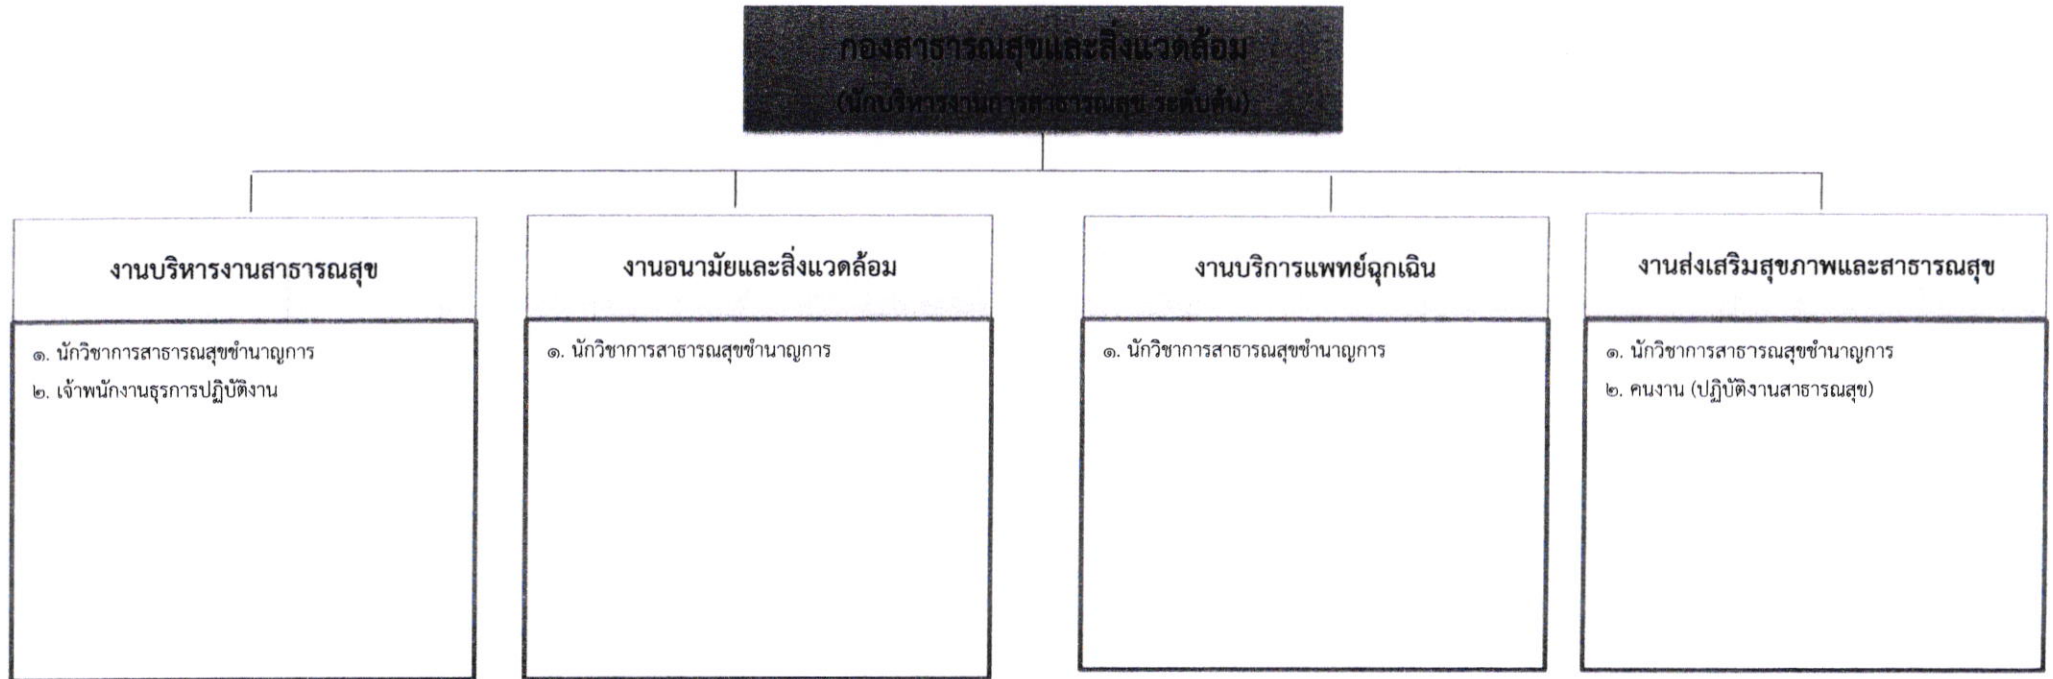 กองสาธารณสุขและสิ่งแวดล้อม
(นักบริหารงานการสาธารณสุข ระดับต้น)
งานบริหารงานสาธารณสุข
๑. นักวิชาการสาธารณสุขชำนาญการ
๒. เจ้าพนักงานธุรการปฏิบัติงาน
งานอนามัยและสิ่งแวดล้อม
๑. นักวิชาการสาธารณสุขชำนาญการ
งานบริการแพทย์ฉุกเฉิน
๑. นักวิชาการสาธารณสุขชำนาญการ
งานส่งเสริมสุขภาพและสาธารณสุข
๑. นักวิชาการสาธารณสุขชำนาญการ
๒. คนงาน (ปฏิบัติงานสาธารณสุข)